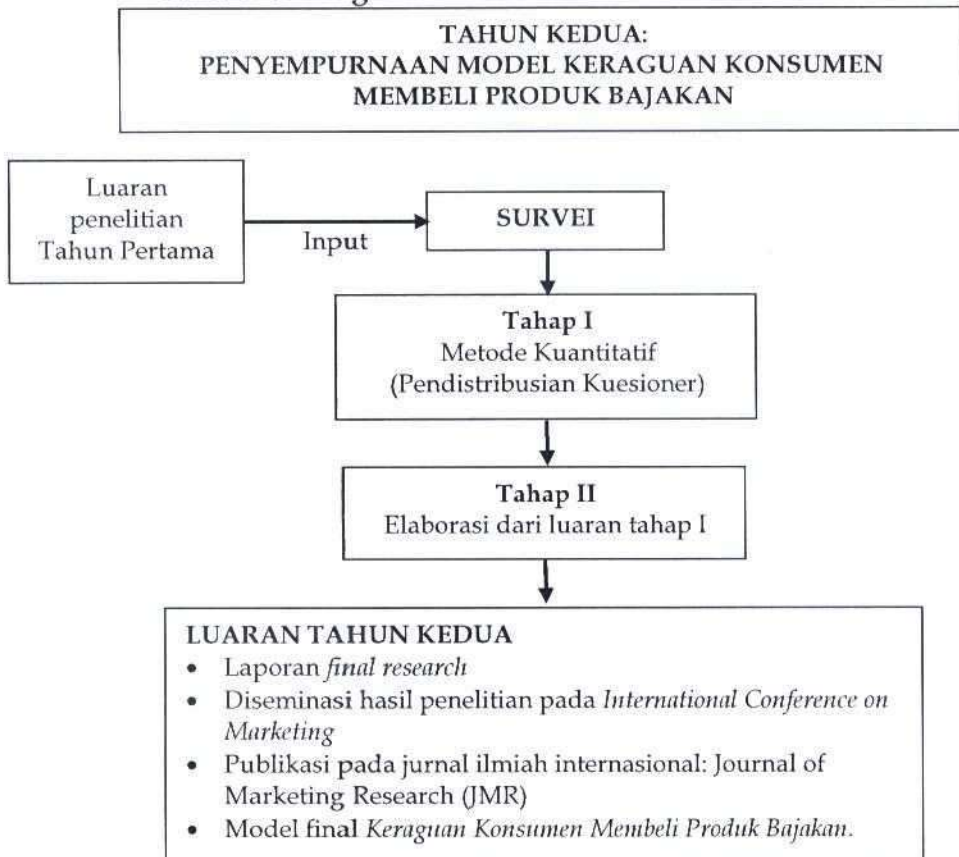 TAHUN KEDUA:
PENYEMPURNAAN MODEL KERAGUAN KONSUMEN
MEMBELI PRODUK BAJAKAN
Luaran
penelitian
Tahun Pertama
Input
SURVEI
Tahap I
Metode Kuantitatif
(Pendistribusian Kuesioner)
Tahap II
Elaborasi dari luaran tahap I
LUARAN TAHUN KEDUA
• Laporan final research
• Diseminasi hasil penelitian pada International Conference on
Marketing
• Publikasi pada jurnal ilmiah internasional: Journal of
Marketing Research (JMR)
• Model final Keraguan Konsumen Membeli Produk Bajakan.